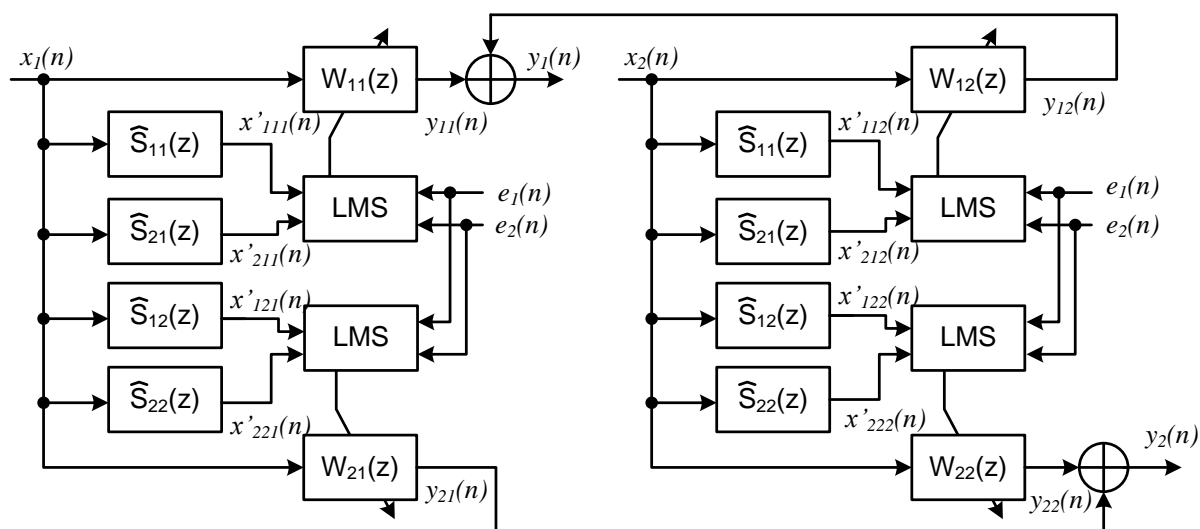 x₁(n)
W₁₁(z)
y₁(n)
y₁₁(n)
x'₁₁₁(n)
Ŝ₁₁(z)
LMS
e₁(n)
e₂(n)
Ŝ₂₁(z)
x'₂₁₁(n)
x'₁₂₁(n)
Ŝ₁₂(z)
LMS
Ŝ₂₂(z)
x'₂₂₁(n)
W₂₁(z)
y₂₁(n)
x₂(n)
W₁₂(z)
y₁₂(n)
x'₁₁₂(n)
Ŝ₁₁(z)
LMS
e₁(n)
e₂(n)
Ŝ₂₁(z)
x'₂₁₂(n)
x'₁₂₂(n)
Ŝ₁₂(z)
LMS
Ŝ₂₂(z)
x'₂₂₂(n)
W₂₂(z)
y₂(n)
y₂₂(n)